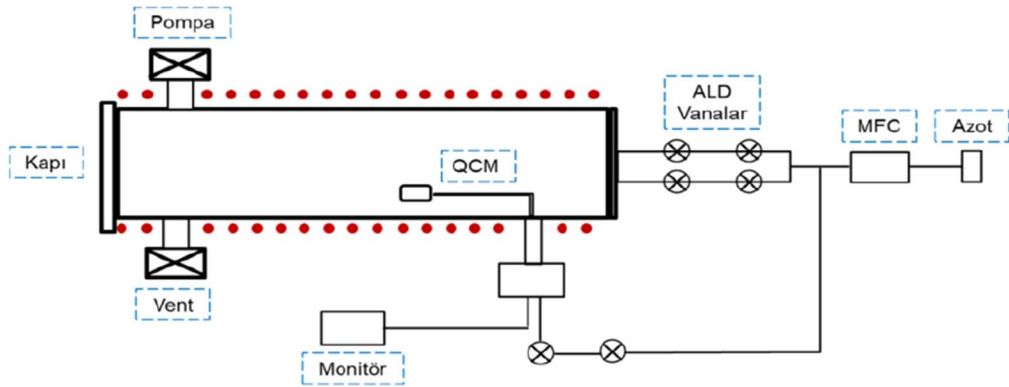 Pompa
ALD
Vanalar
MFC
Azot
Kapı
QCM
Vent
Monitör